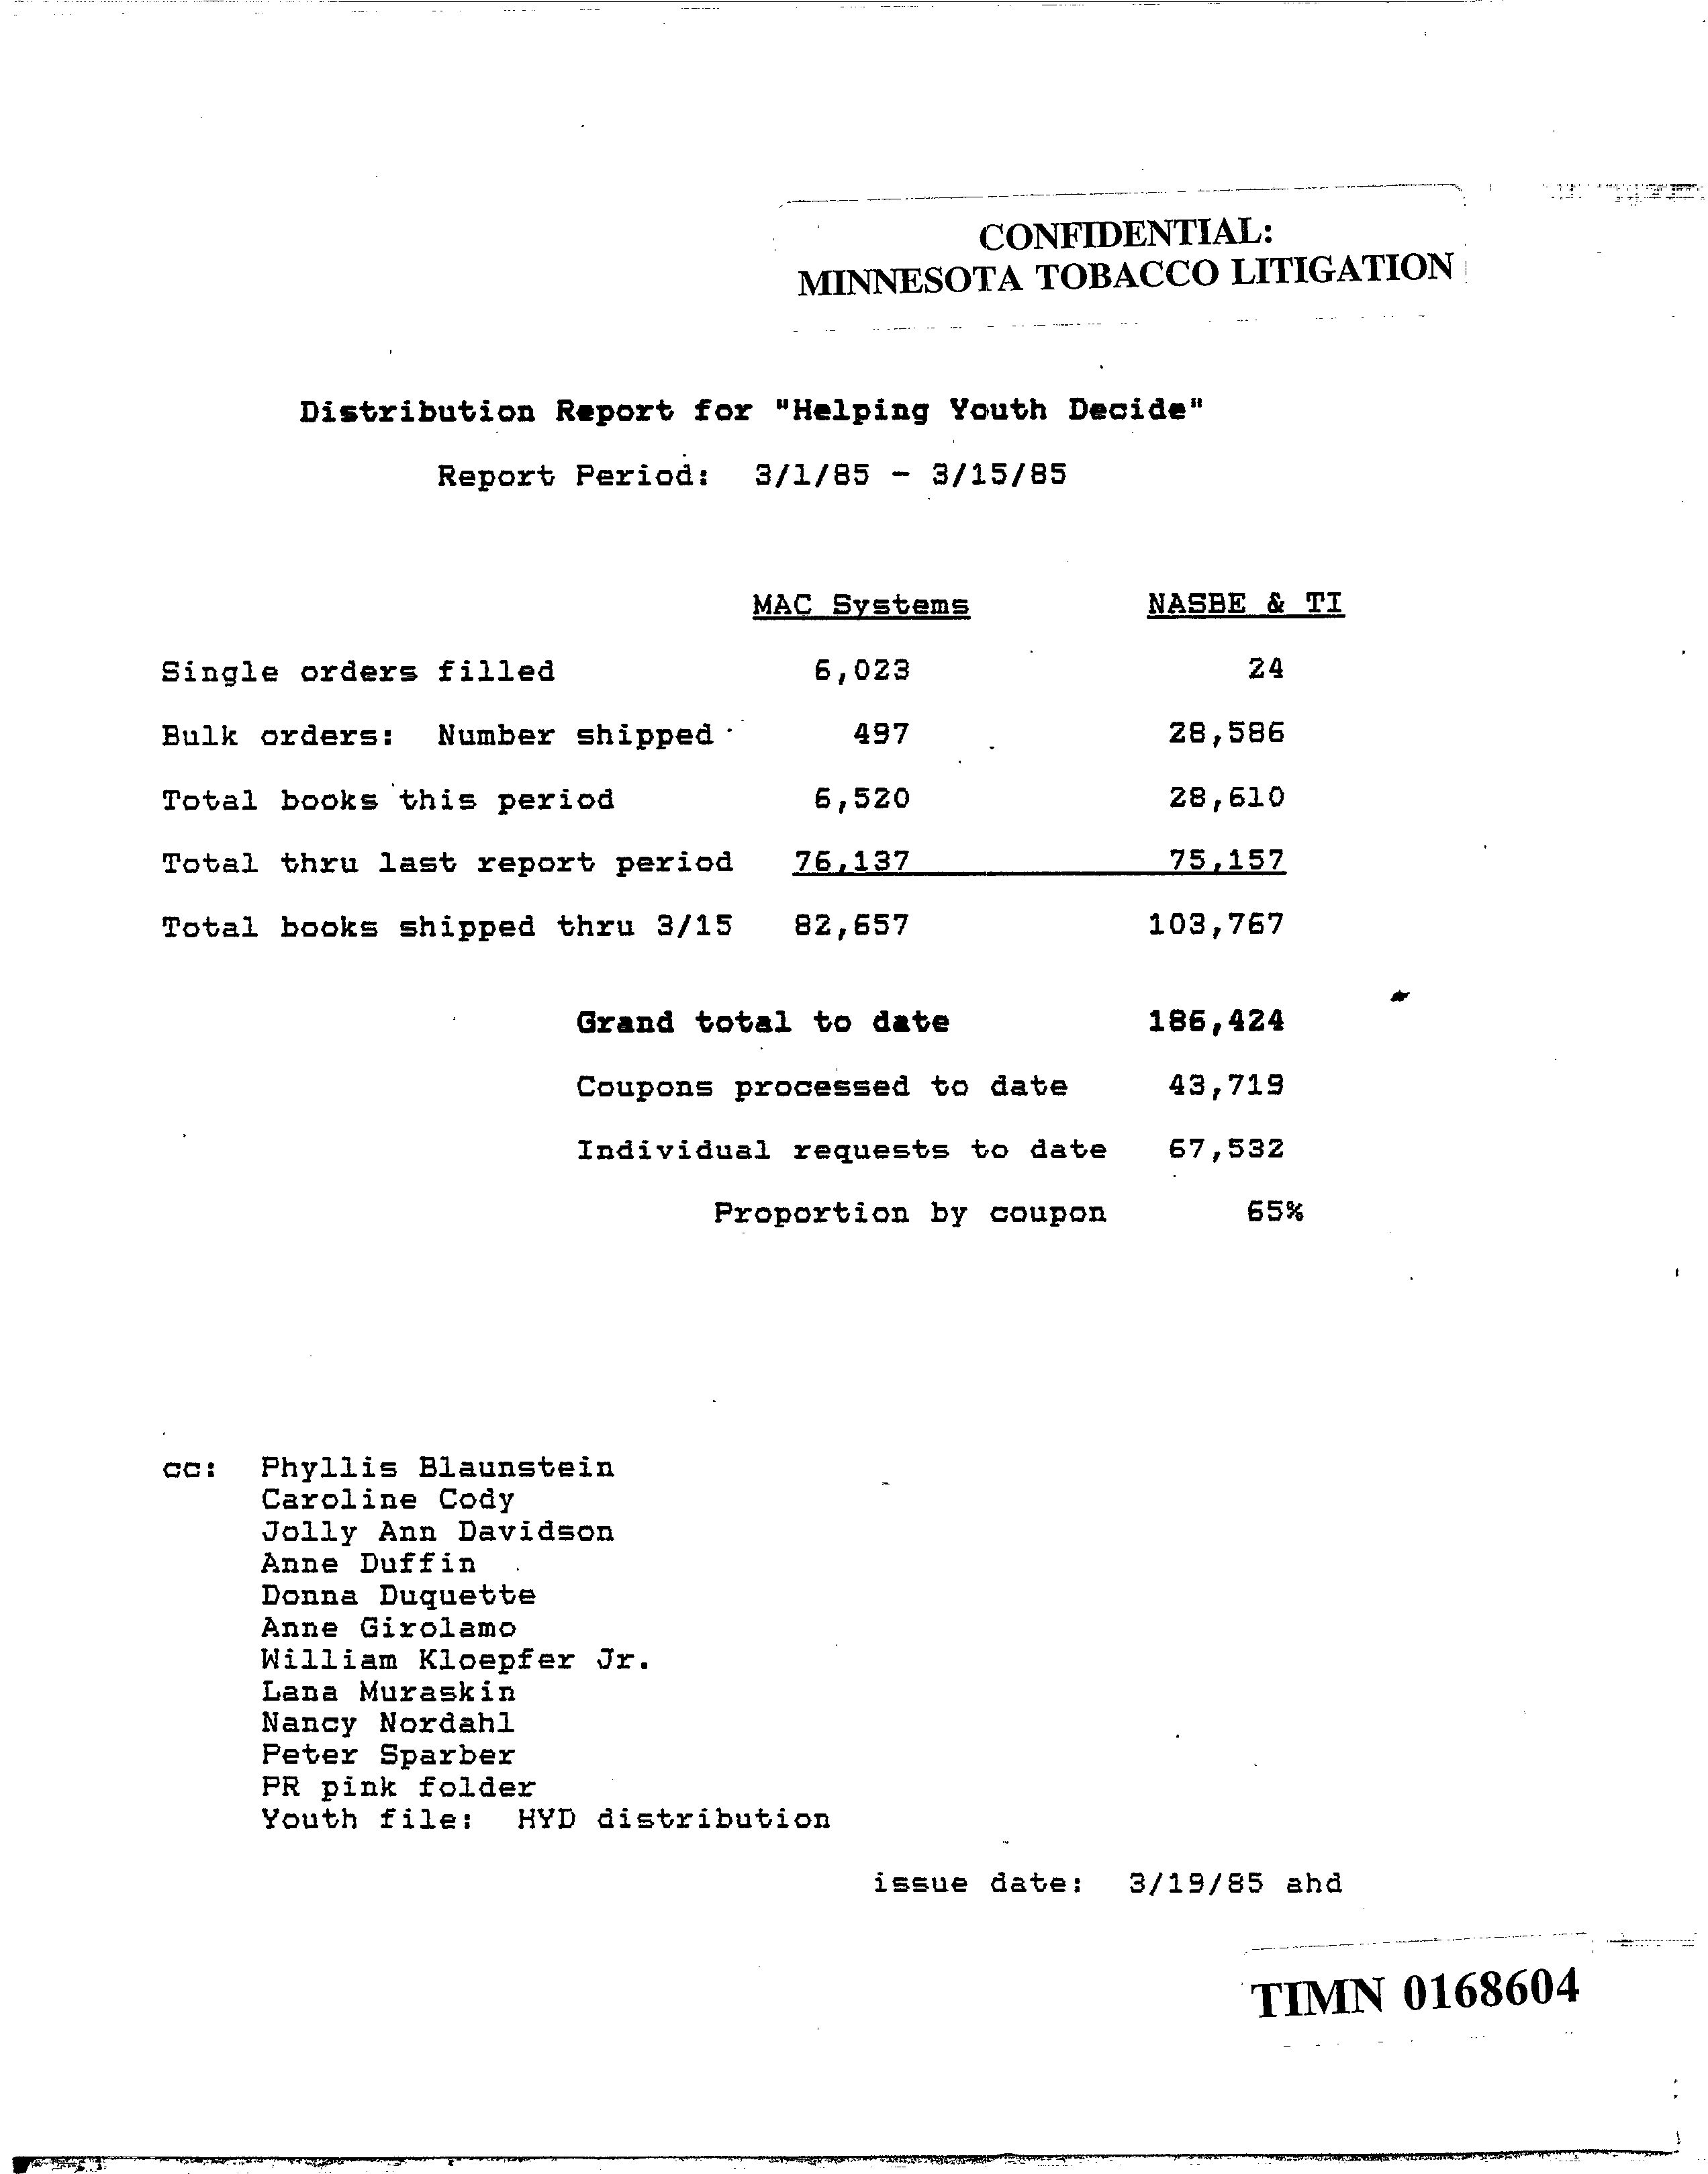 CONFIDENTIAL:
MINNESOTA TOBACCO LITIGATION
Distribution Report for "Helping Youth Decide"
Report Period: 3/1/85 - 3/15/85
MAC Systems NASBE & TI
Single orders filled 6,023 24
Bulk orders: Number shipped 497 28,586
Total books this period 6,520 28,610
Total thru last report period 76,137 75,157
Total books shipped thru 3/15 82,657 103,767
Grand total to date 186,424
Coupons processed to date 43,719
Individual requests to date 67,532
Proportion by coupon 65%
cc: Phyllis Blaunstein
Caroline Cody
Jolly Ann Davidson
Anne Duffin
Donna Duquette
Anne Girolamo
William Kloepfer Jr.
Lana Muraskin
Nancy Nordahl
Peter Sparber
PR pink folder
Youth file: HYD distribution
issue date: 3/19/85 ahd
TIMN 0168604